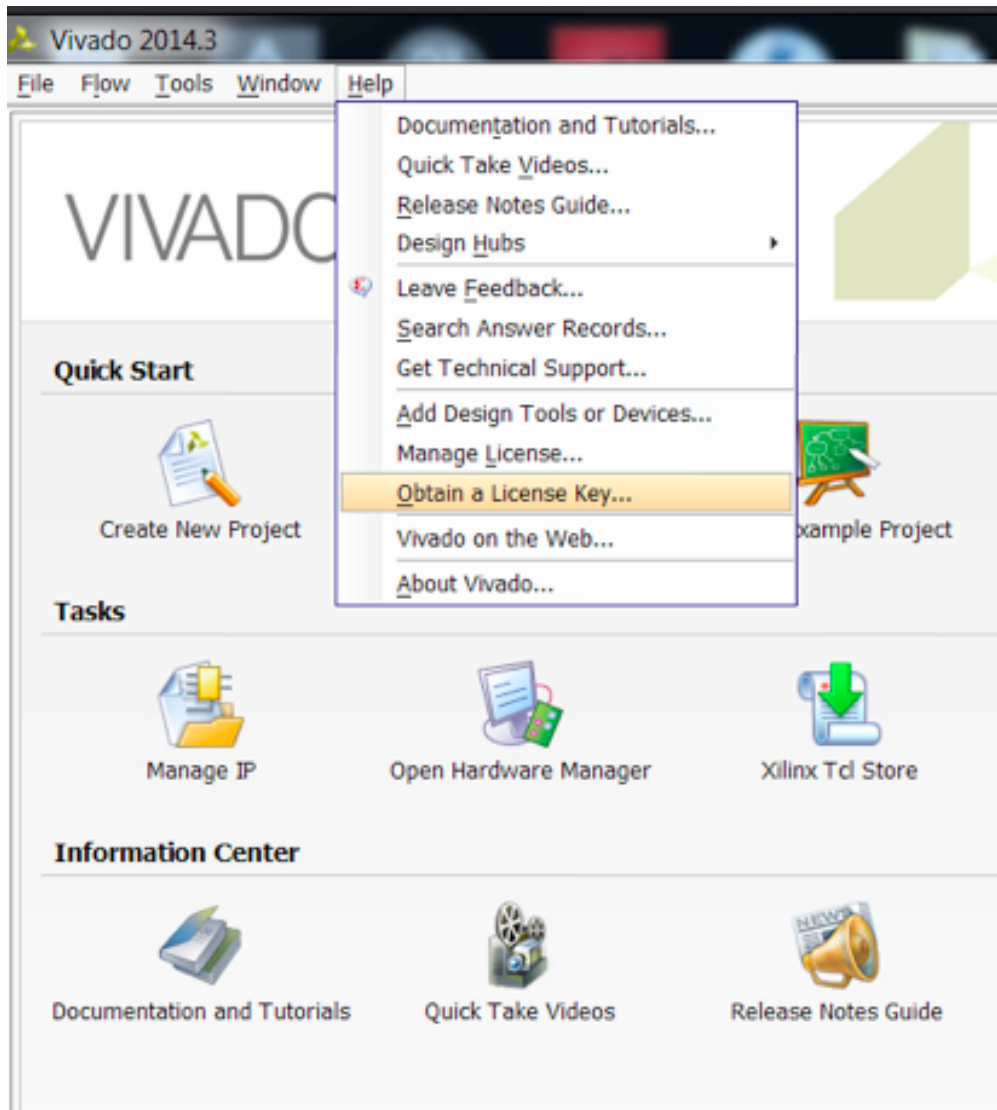 Vivado 2014.3
File Flow Tools Window Help
Documentation and Tutorials...
Quick Take Videos...
Release Notes Guide...
Design Hubs
Leave Feedback...
Search Answer Records...
Get Technical Support...
Add Design Tools or Devices...
Manage License...
Obtain a License Key...
Vivado on the Web...
About Vivado...
VIVADO
Quick Start
Create New Project
xample Project
Tasks
Manage IP
Open Hardware Manager
Xilinx Tcl Store
Information Center
NEWS
Documentation and Tutorials
Quick Take Videos
Release Notes Guide